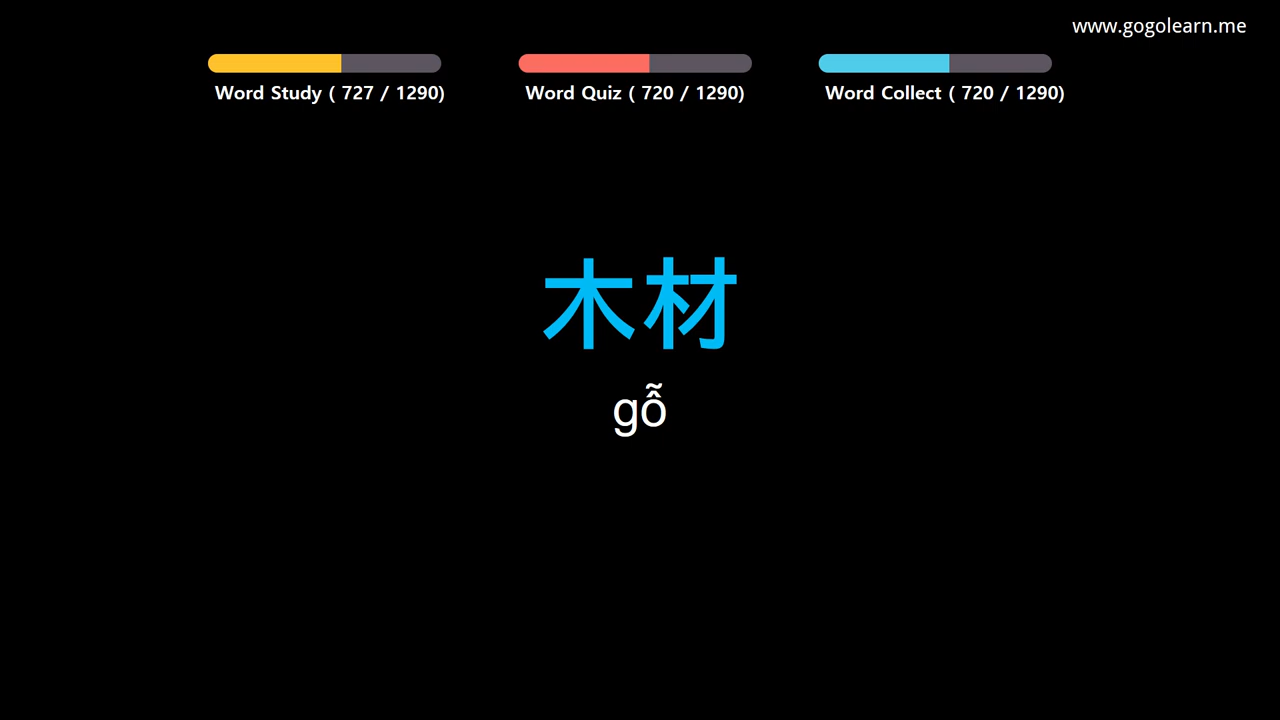 www.gogolearn.me
Word Study ( 727 / 1290)
Word Quiz ( 720 / 1290)
Word Collect ( 720 / 1290)
木材
gỗ